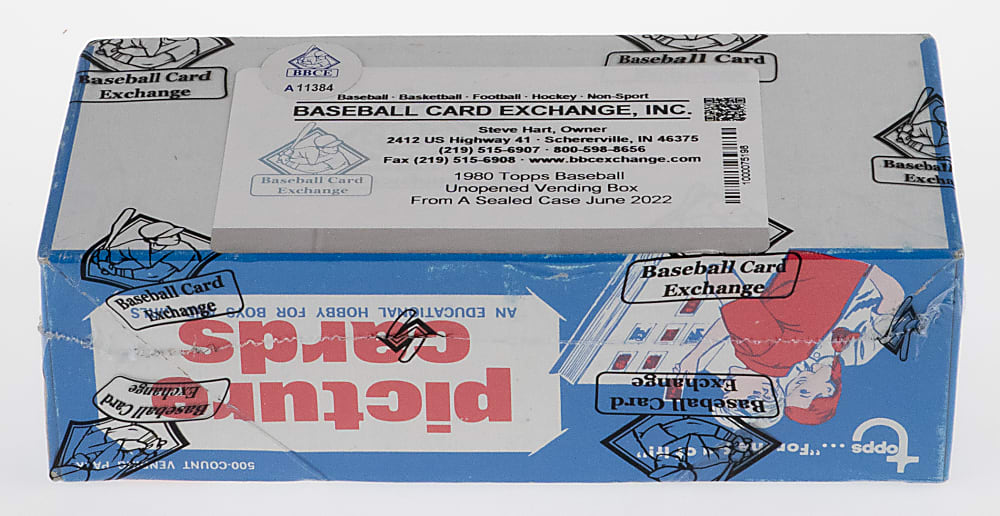 Baseball Card
Exchange
BBCE
A11384
Baseball Card
Baseball · Basketball · Football · Hockey · Non-Sport
BASEBALL CARD EXCHANGE, INC.
Steve Hart, Owner
2412 US Highway 41 · Schererville, IN 46375
(219) 515-6907 · 800-598-8656
Fax (219) 515-6908 · www.bbcexchange.com
1980 Topps Baseball
Unopened Vending Box
From A Sealed Case June 2022
Baseball Card
Exchange
1000075198
Baseball
Excha
Baseball Card
Exchange
Baseball Card
Exchange
AN EDUCATIONAL HOBBY FOR BOYS
picture
cards
Baseball Card
Exchange
Baseball Card
Exchange
500-COUNT VENDING PACK
topps ...